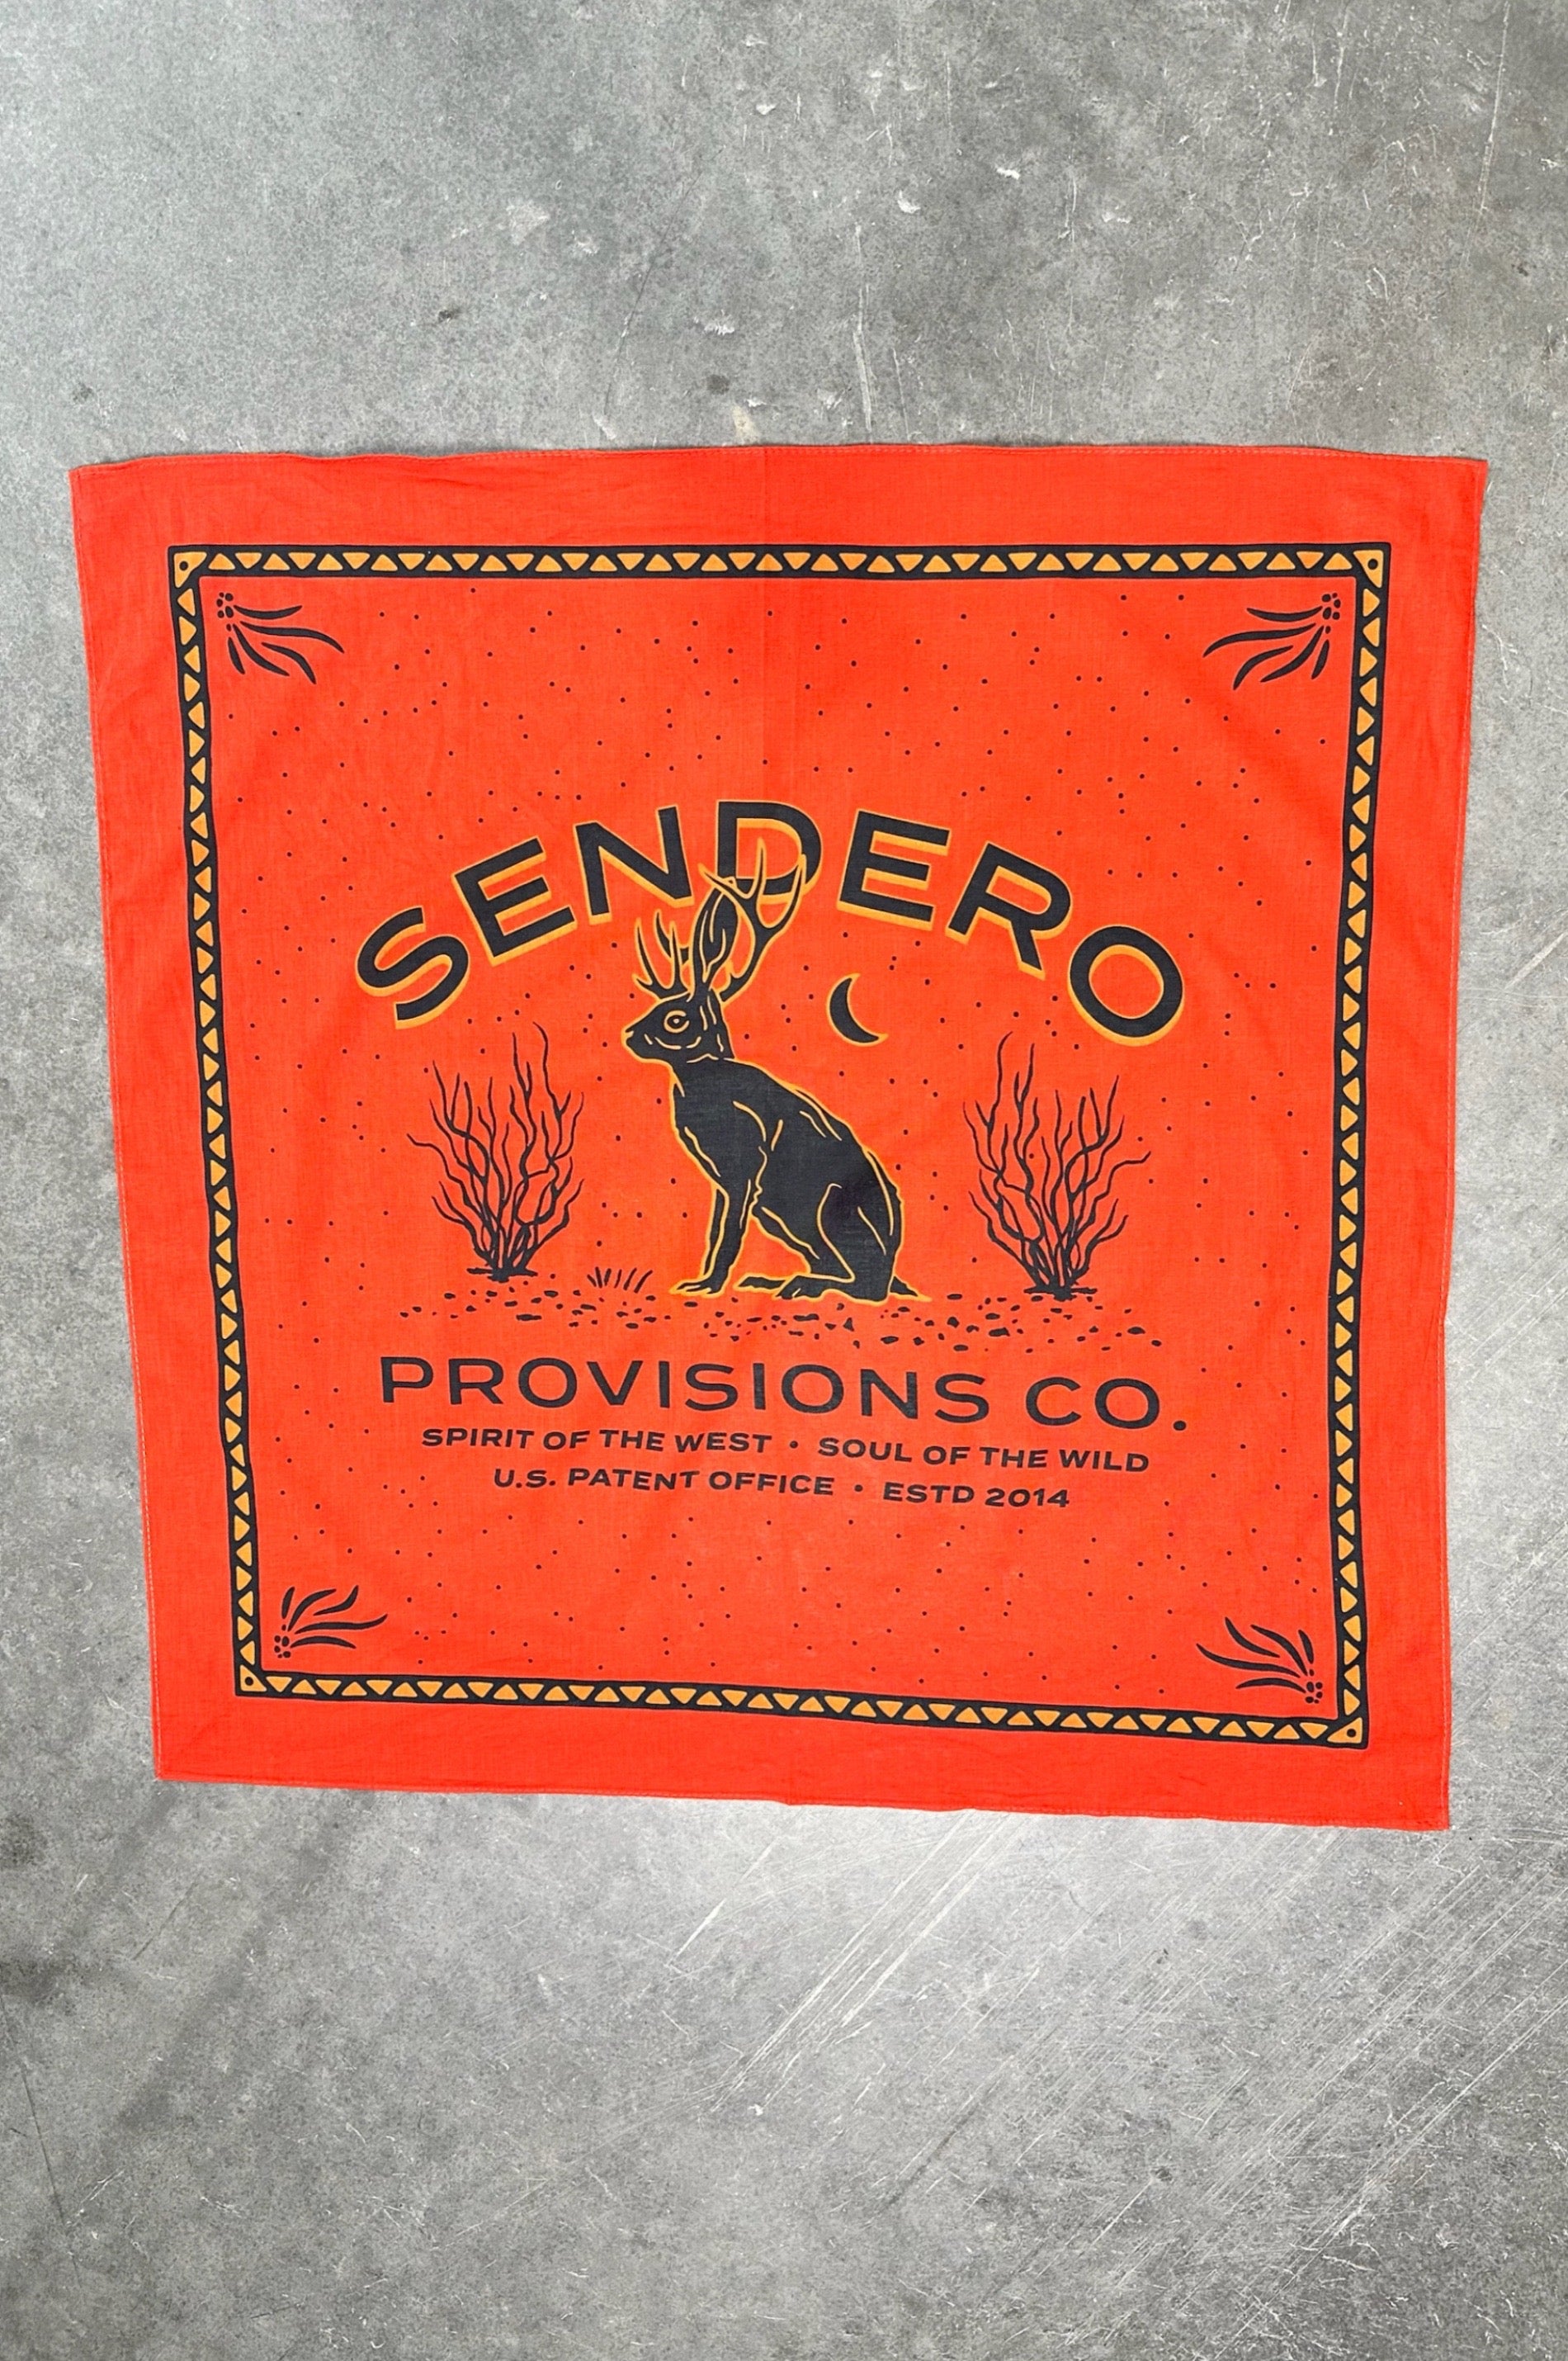 SENDERO
PROVISIONS CO.
SPIRIT OF THE WEST • SOUL OF THE WILD
U.S. PATENT OFFICE • ESTD 2014